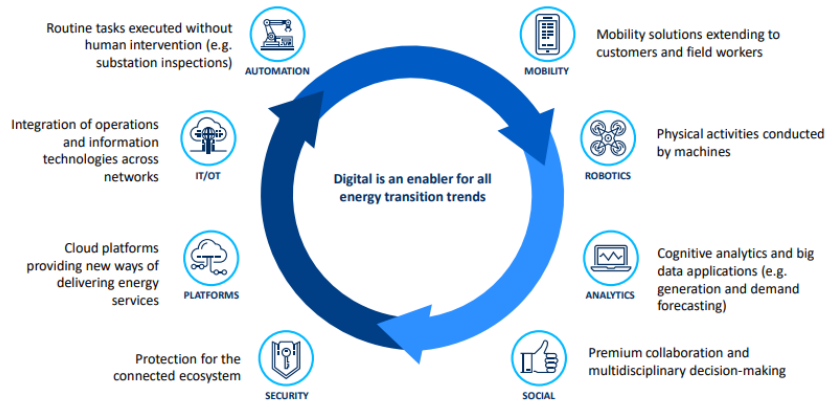 Routine tasks executed without
human intervention (e.g.
substation inspections)
AUTOMATION
MOBILITY
Mobility solutions extending to
customers and field workers
Integration of operations
and information
technologies across
networks
IT/OT
Digital is an enabler for all
energy transition trends
ROBOTICS
Physical activities conducted
by machines
Cloud platforms
providing new ways of
delivering energy
services
PLATFORMS
ANALYTICS
Cognitive analytics and big
data applications (e.g.
generation and demand
forecasting)
Protection for the
connected ecosystem
SECURITY
SOCIAL
Premium collaboration and
multidisciplinary decision-making